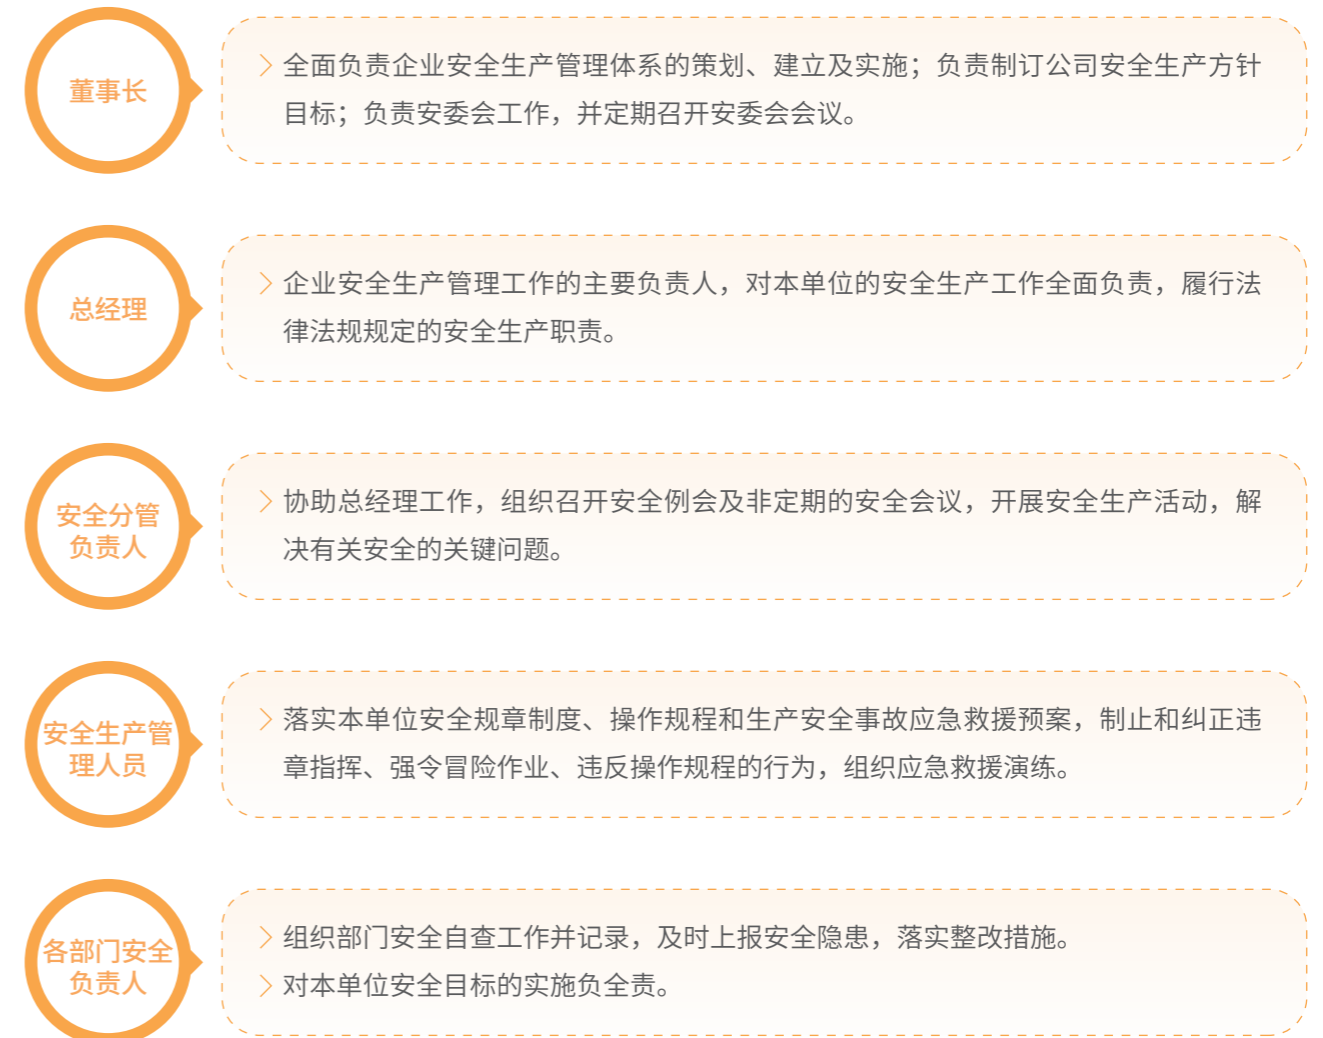 董事长
全面负责企业安全生产管理体系的策划、建立及实施；负责制订公司安全生产方针
目标；负责安委会工作，并定期召开安委会会议。
总经理
企业安全生产管理工作的主要负责人，对本单位的安全生产工作全面负责，履行法
律法规规定的安全生产职责。
安全分管
负责人
协助总经理工作，组织召开安全例会及非定期的安全会议，开展安全生产活动，解
决有关安全的关键问题。
安全生产管
理人员
落实本单位安全规章制度、操作规程和生产安全事故应急救援预案，制止和纠正违
章指挥、强令冒险作业、违反操作规程的行为，组织应急救援演练。
各部门安全
负责人
组织部门安全自查工作并记录，及时上报安全隐患，落实整改措施。
对本单位安全目标的实施负全责。